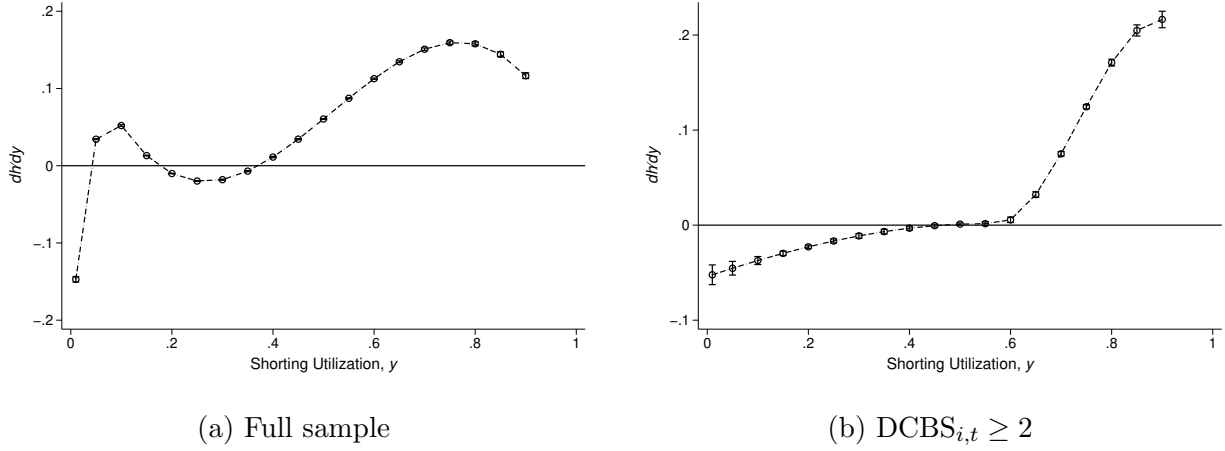 .2
.1
0
-.1
-.2
dh/dy
0 .2 .4 .6 .8 1
Shorting Utilization, y
(a) Full sample
.2
.1
0
-.1
dh/dy
0 .2 .4 .6 .8 1
Shorting Utilization, y
(b) DCBS_{i,t} ≥ 2